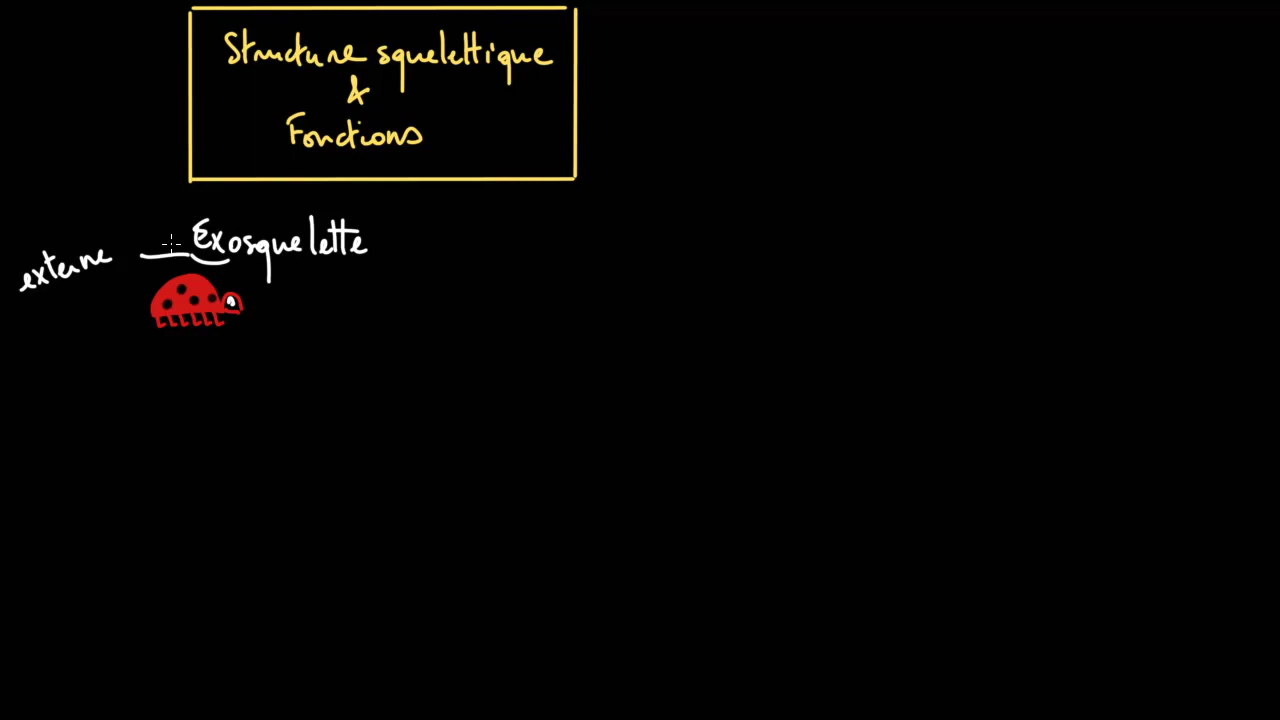 Structure squelettique
&
Fonctions
Exosquelette
externe